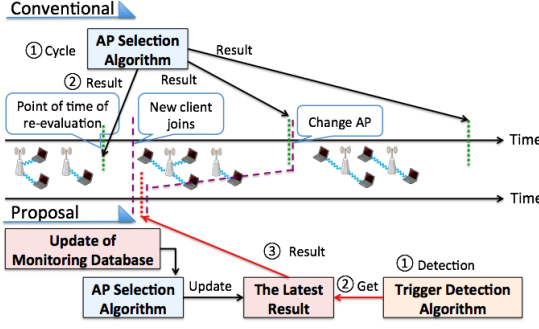 Conventional
① Cycle
AP Selection
Algorithm
Result
② Result
Result
Point of time of
re-evaluation
New client
joins
Change AP
Time
Time
Proposal
Update of
Monitoring Database
③ Result
① Detection
AP Selection
Algorithm
Update
The Latest
Result
② Get
Trigger Detection
Algorithm